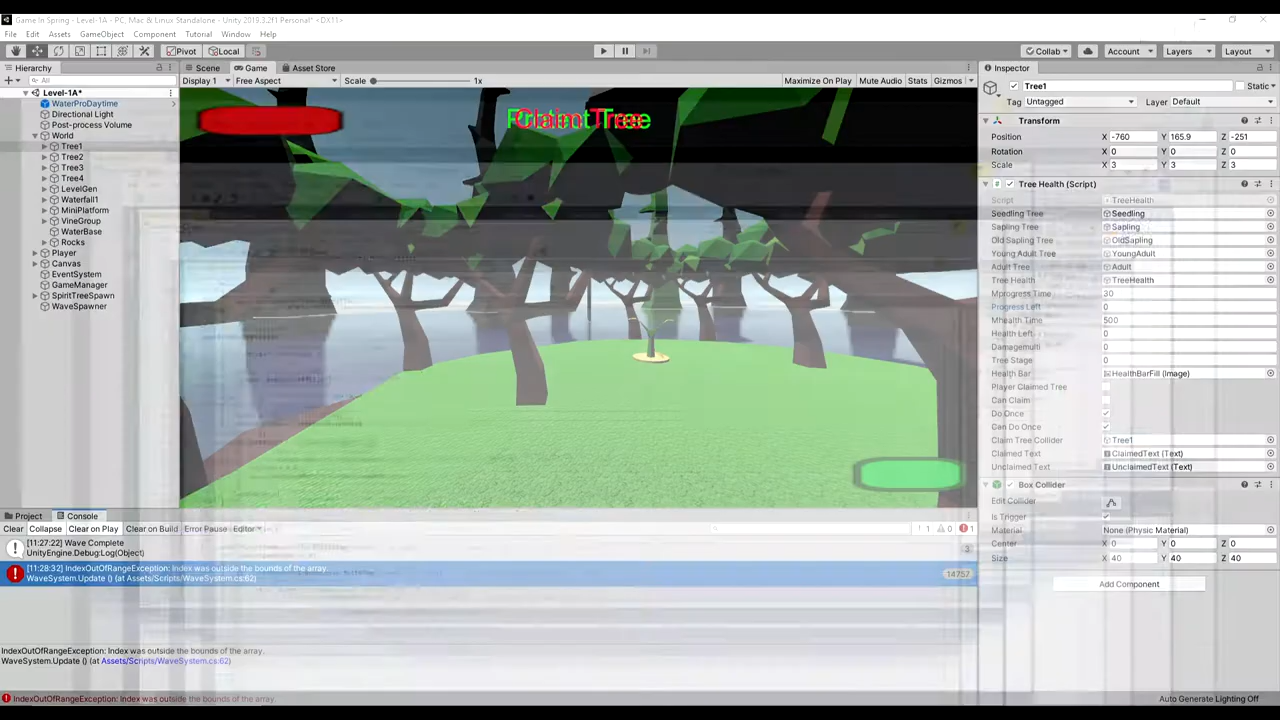 Game In Spring - Level-1A - PC, Mac & Linux Standalone - Unity 2019.3.2f1 Personal* <DX11>
File Edit Assets GameObject Component Tutorial Window Help
Pivot Local Collab Account Layers Layout
Hierarchy Scene Game Asset Store Inspector
All
Display 1 Free Aspect Scale 1x Maximize On Play Mute Audio Stats Gizmos
Level-1A*
WaterProDaytime
Directional Light
Post-process Volume
World
Tree1
Tree2
Tree3
Tree4
LevelGen
Waterfall1
MiniPlatform
VineGroup
WaterBase
Rocks
Player
Canvas
EventSystem
GameManager
SpiritTreeSpawn
WaveSpawner
Claim Tree
Tree1 Static
Tag Untagged Layer Default
Transform
Position X -760 Y 165.9 Z -251
Rotation X 0 Y 0 Z 0
Scale X 3 Y 3 Z 3
Tree Health (Script)
Script TreeHealth
Seedling Tree Seedling
Sapling Tree Sapling
Old Sapling Tree OldSapling
Young Adult Tree YoungAdult
Adult Tree Adult
Tree Health TreeHealth
Mprogress Time 30
Progress Left 0
Mhealth Time 500
Health Left 0
Damagemulti 0
Tree Stage 0
Health Bar HealthBarFill (Image)
Player Claimed Tree
Can Claim
Do Once
Can Do Once
Claim Tree Collider Tree1
Claimed Text ClaimedText (Text)
Unclaimed Text UnclaimedText (Text)
Box Collider
Edit Collider
Is Trigger
Material None (Physic Material)
Center X 0 Y 0 Z 0
Size X 40 Y 40 Z 40
Add Component
Project Console
Clear Collapse Clear on Play Clear on Build Error Pause Editor 1 0 1
[11:27:22] Wave Complete
UnityEngine.Debug:Log(Object)
3
[11:28:32] IndexOutOfRangeException: Index was outside the bounds of the array.
WaveSystem.Update () (at Assets/Scripts/WaveSystem.cs:62)
14757
IndexOutOfRangeException: Index was outside the bounds of the array.
WaveSystem.Update () (at Assets/Scripts/WaveSystem.cs:62)
IndexOutOfRangeException: Index was outside the bounds of the array.
Auto Generate Lighting Off